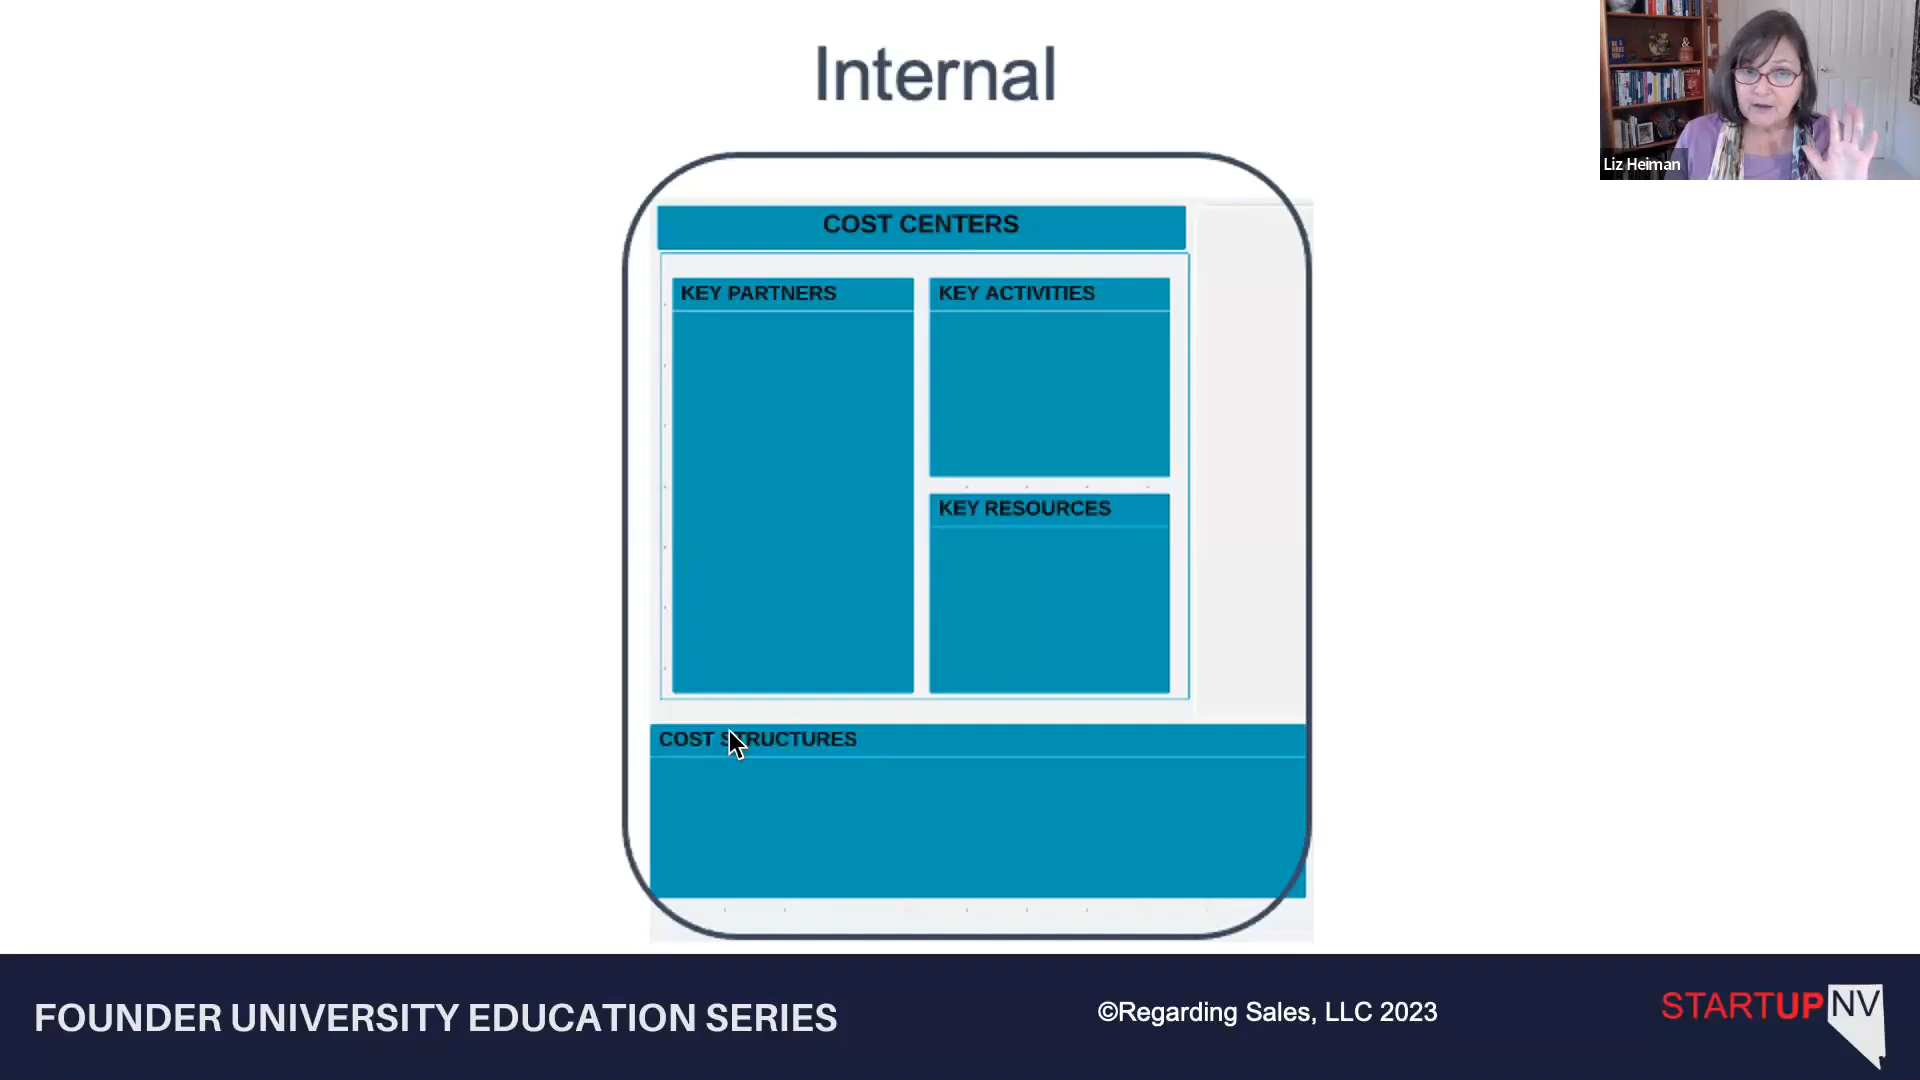 Internal
Liz Heiman
COST CENTERS
KEY PARTNERS
KEY ACTIVITIES
KEY RESOURCES
COST STRUCTURES
FOUNDER UNIVERSITY EDUCATION SERIES
©Regarding Sales, LLC 2023
STARTUPNV